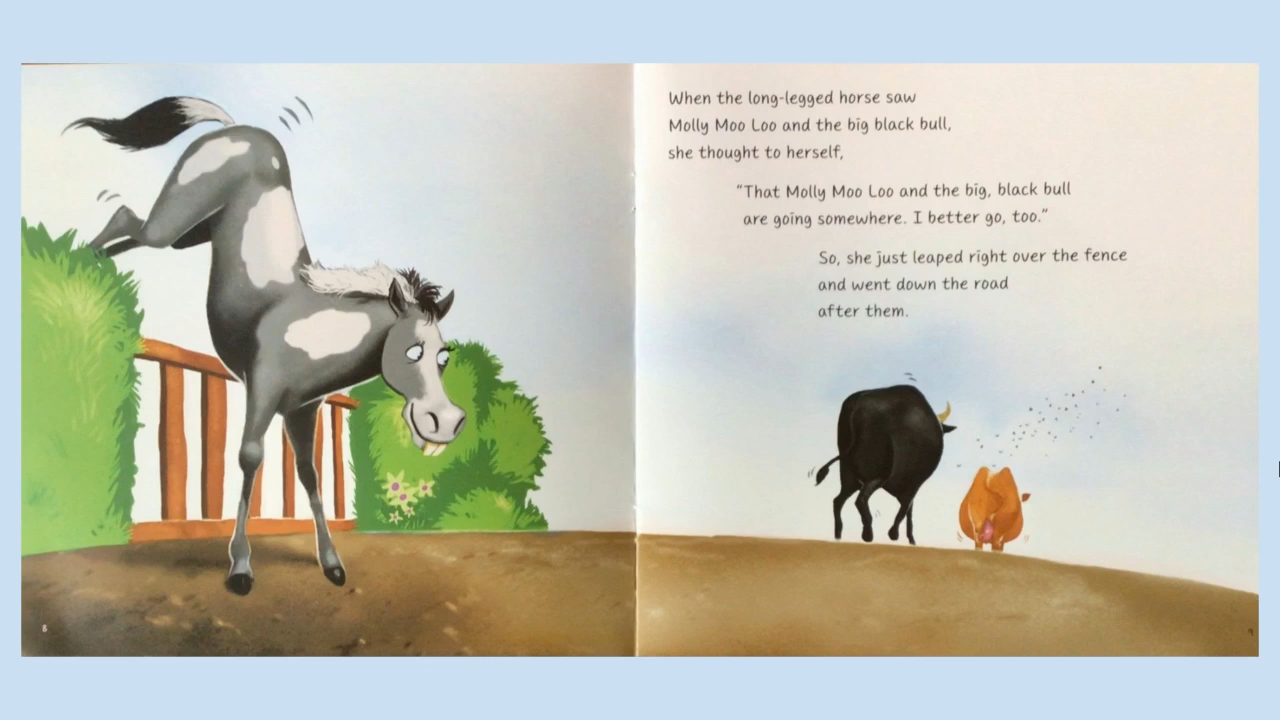 When the long-legged horse saw
Molly Moo Loo and the big black bull,
she thought to herself,
“That Molly Moo Loo and the big, black bull
are going somewhere. I better go, too.”
So, she just leaped right over the fence
and went down the road
after them.
8
9